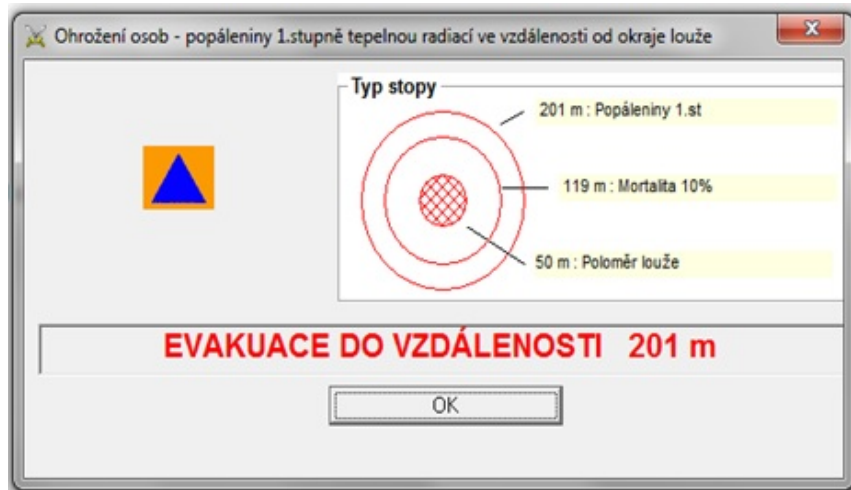 Ohrožení osob - popáleniny 1.stupně tepelnou radiací ve vzdálenosti od okraje louže
Typ stopy
201 m : Popáleniny 1.st
119 m : Mortalita 10%
50 m : Poloměr louže
EVAKUACE DO VZDÁLENOSTI 201 m
OK